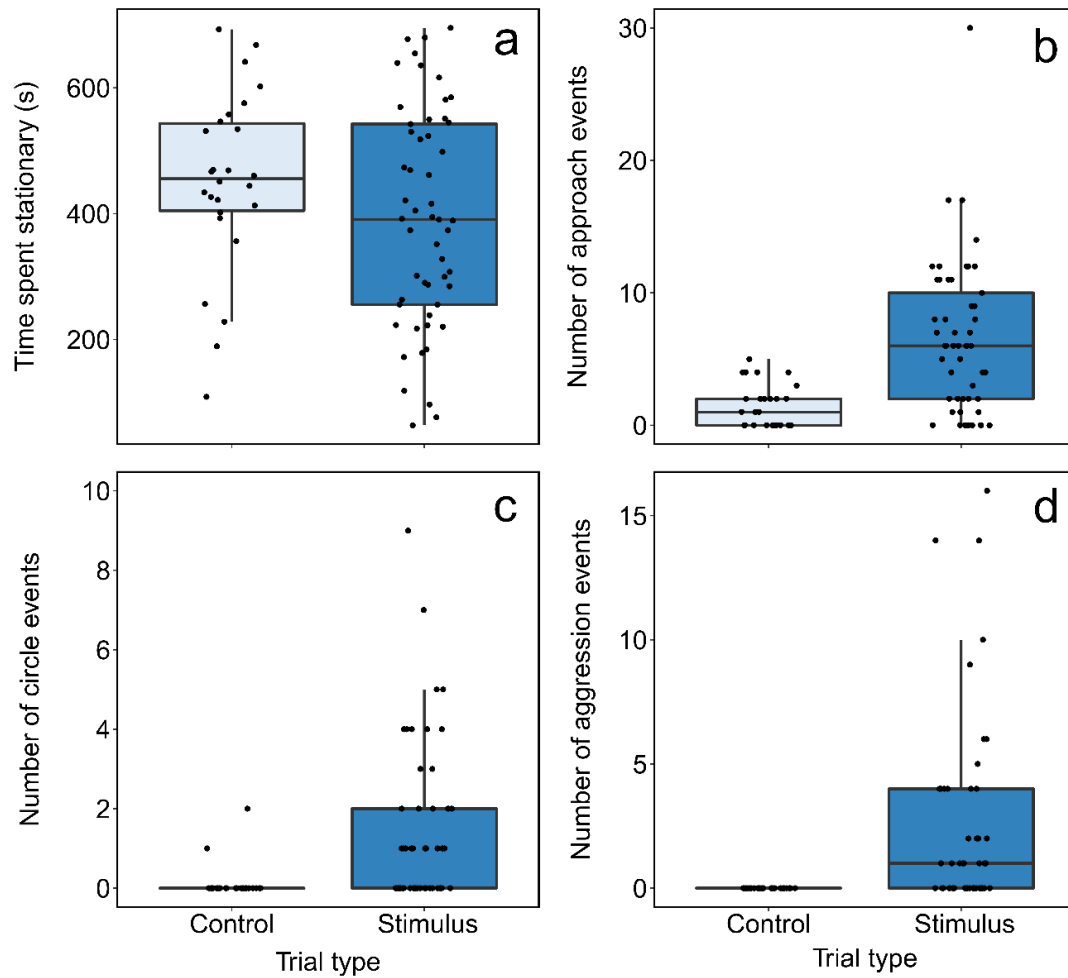 a
Time spent stationary (s)
600
400
200
b
Number of approach events
30
20
10
0
c
Number of circle events
10
8
6
4
2
0
Control
Stimulus
Trial type
d
Number of aggression events
15
10
5
0
Control
Stimulus
Trial type